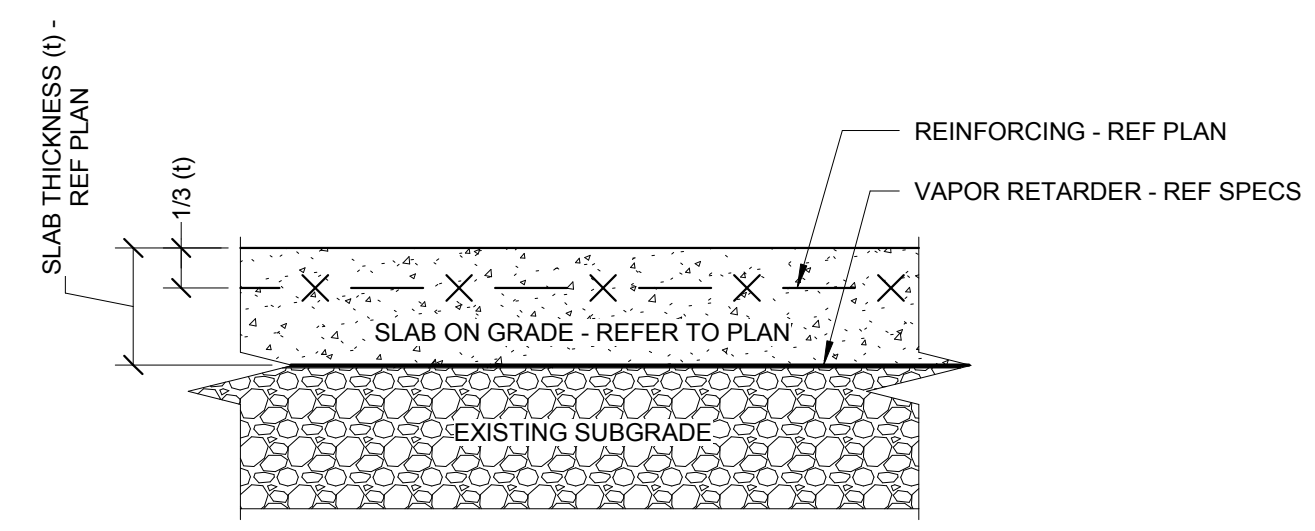 SLAB THICKNESS (t) -
REF PLAN
1/3 (t)
REINFORCING - REF PLAN
VAPOR RETARDER - REF SPECS
SLAB ON GRADE - REFER TO PLAN
EXISTING SUBGRADE